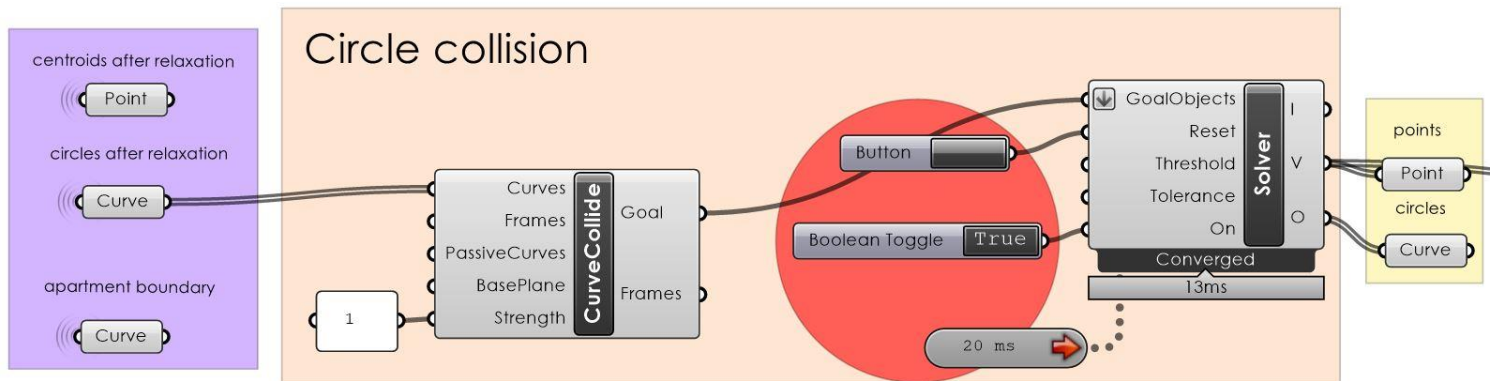 Circle collision
centroids after relaxation
Point
circles after relaxation
Curve
apartment boundary
Curve
1
Curves
Frames
PassiveCurves
BasePlane
Strength
CurveCollide
Goal
Frames
Button
Boolean Toggle True
20 ms
GoalObjects
Reset
Threshold
Tolerance
On
Solver
I
V
O
Converged
13ms
points
Point
circles
Curve